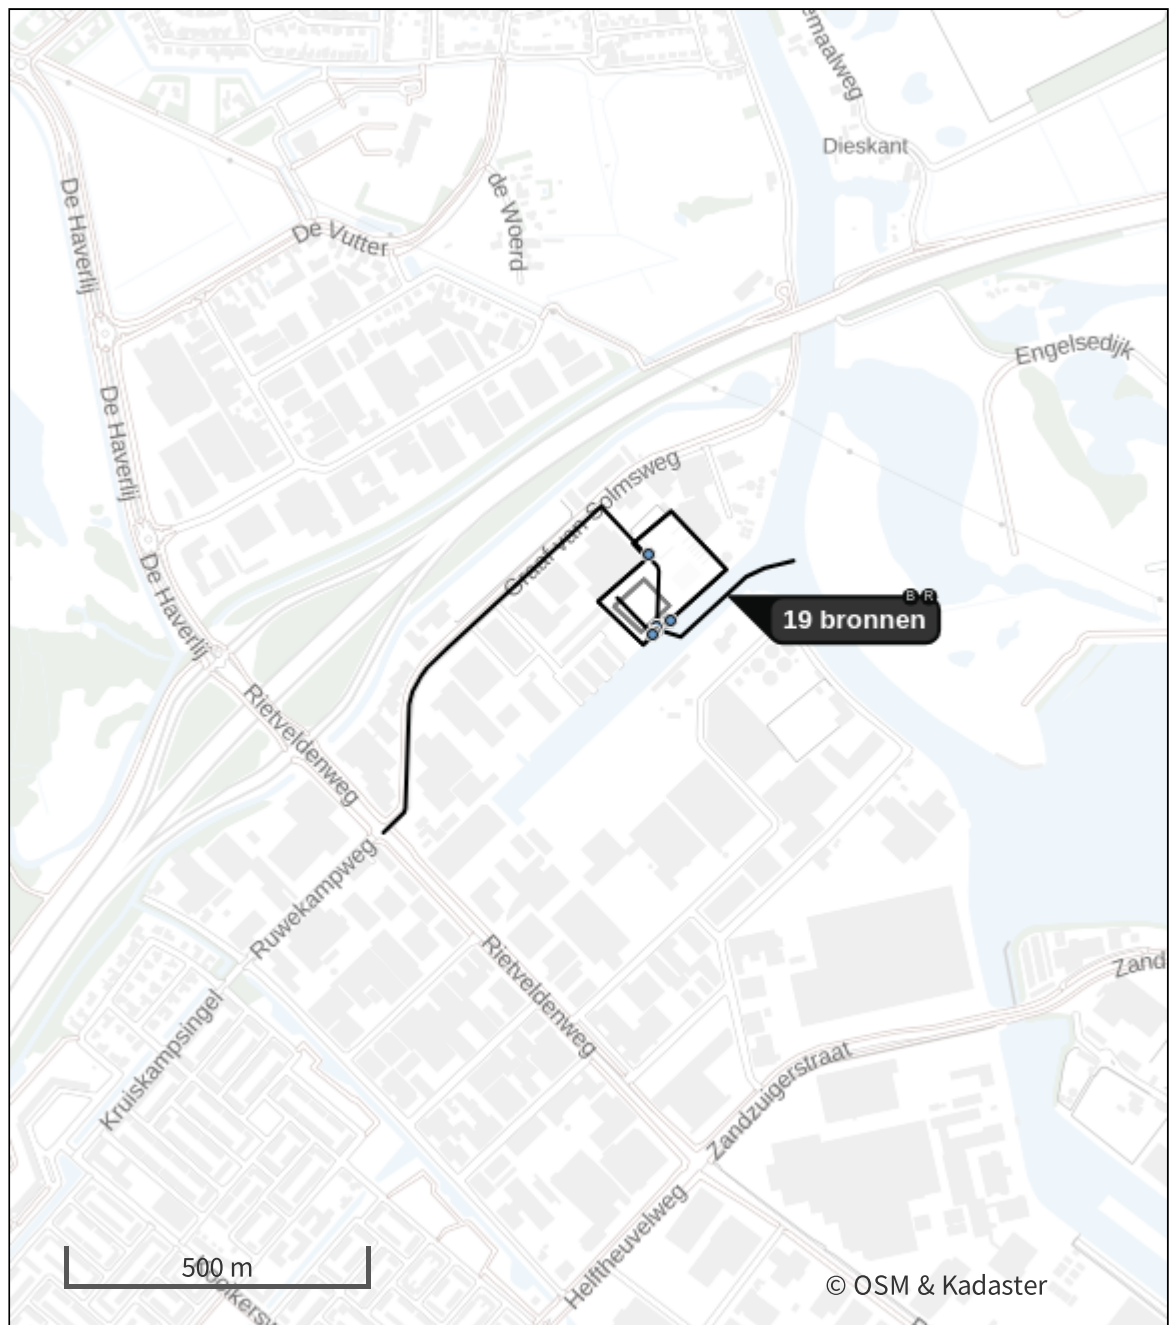 emaalweg
Dieskant
De Haverlij
de Woerd
De Vutter
Engelsedijk
De Haverlij
Graaf van Solmsweg
De Haverlij
B R
19 bronnen
Rietveldenweg
Ruwekampweg
Rietveldenweg
Zand
Kruiskampsingel
Zandzuigerstraat
Helftheuvelweg
500 m
© OSM & Kadaster